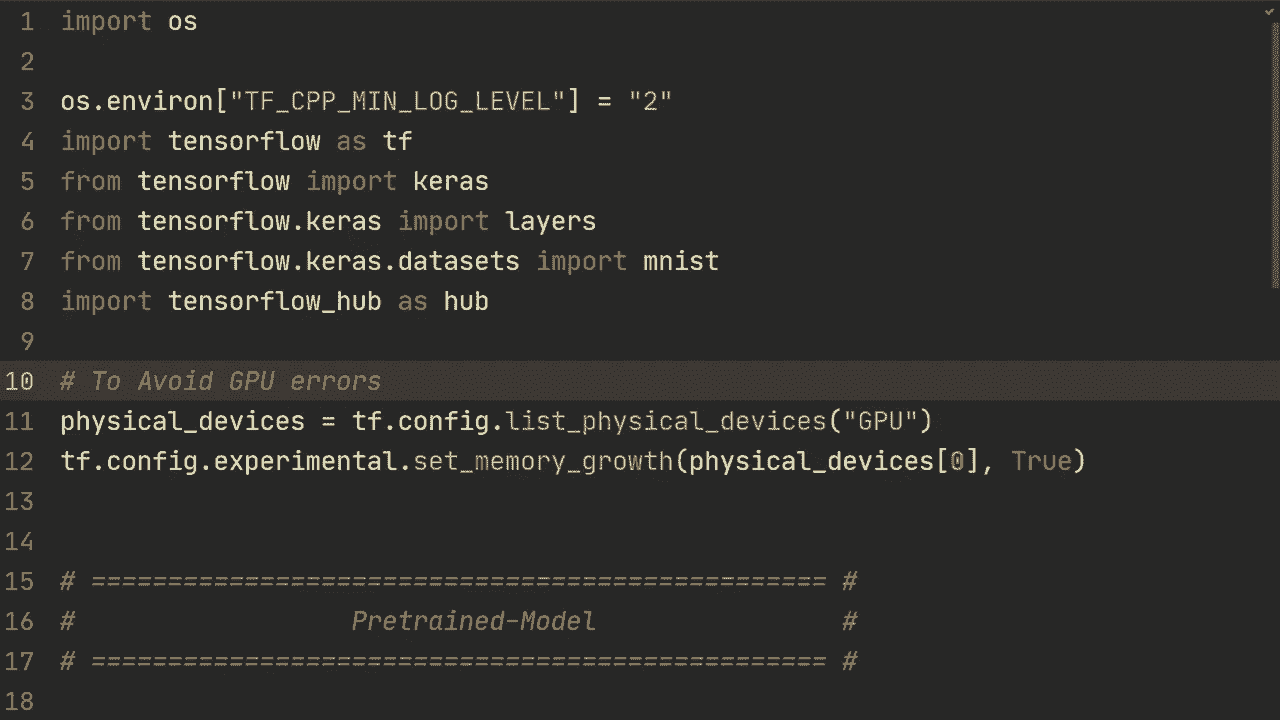 1 import os
2
3 os.environ["TF_CPP_MIN_LOG_LEVEL"] = "2"
4 import tensorflow as tf
5 from tensorflow import keras
6 from tensorflow.keras import layers
7 from tensorflow.keras.datasets import mnist
8 import tensorflow_hub as hub
9
10 # To Avoid GPU errors
11 physical_devices = tf.config.list_physical_devices("GPU")
12 tf.config.experimental.set_memory_growth(physical_devices[0], True)
13
14
15 # ================================================ #
16 #                  Pretrained-Model                #
17 # ================================================ #
18